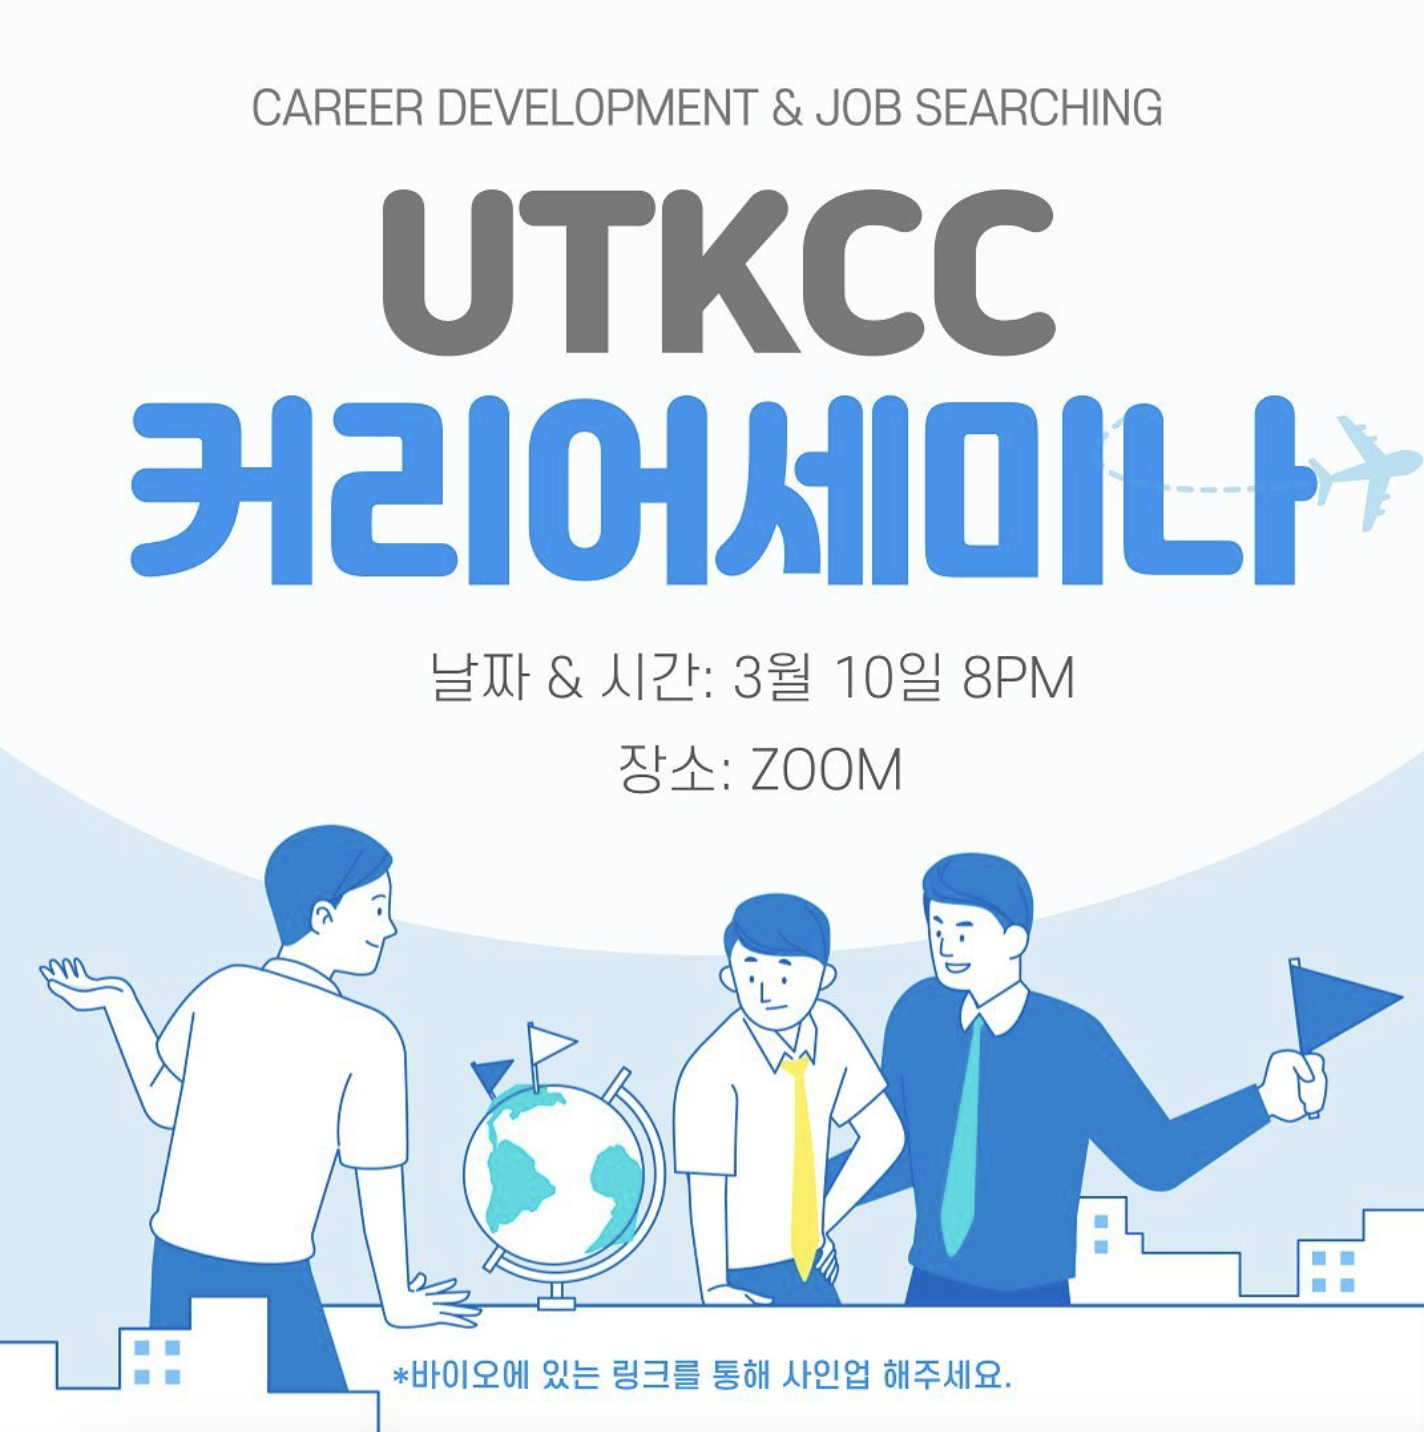 CAREER DEVELOPMENT & JOB SEARCHING
UTKCC
커리어세미나
날짜 & 시간: 3월 10일 8PM
장소: ZOOM
*바이오에 있는 링크를 통해 사인업 해주세요.